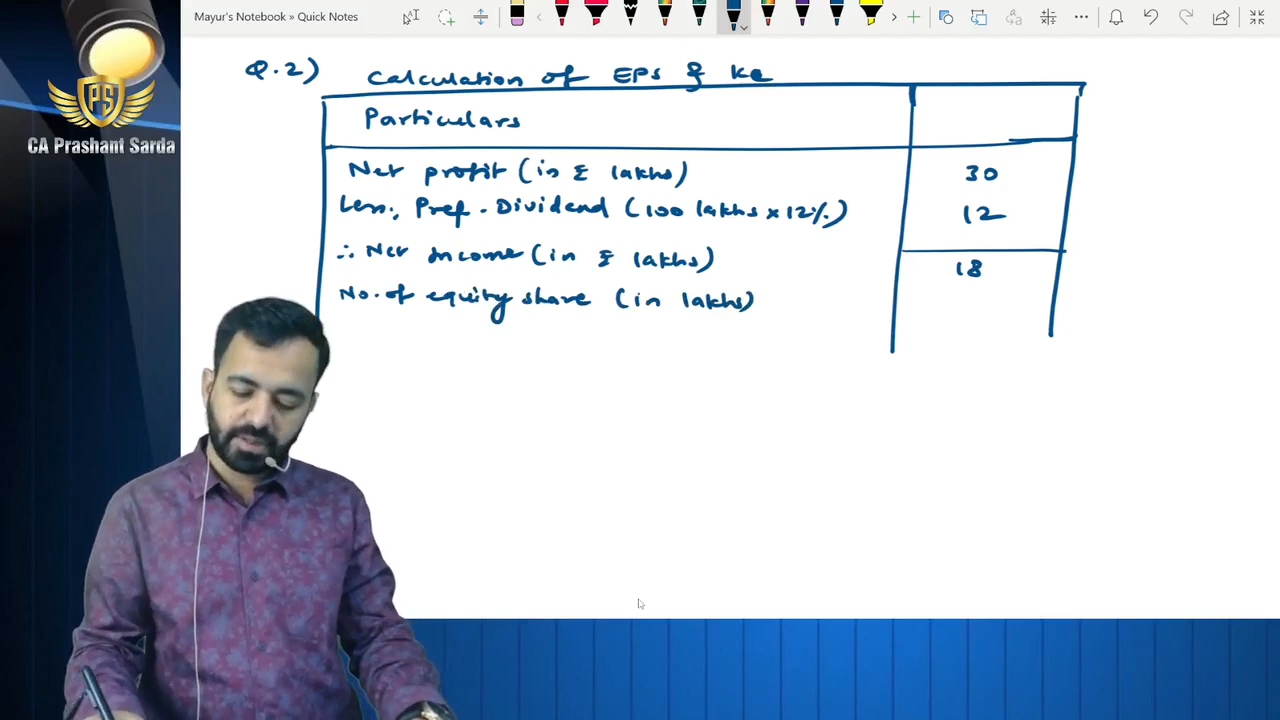 Mayur's Notebook » Quick Notes
PS
CA Prashant Sarda
Q.2) Calculation of EPS & ke
Particulars
Net profit (in ₹ lakhs) 30
Less: Pref. Dividend (100 lakhs x 12%) 12
∴ Net Income (in ₹ lakhs) 18
No. of equity share (in lakhs)